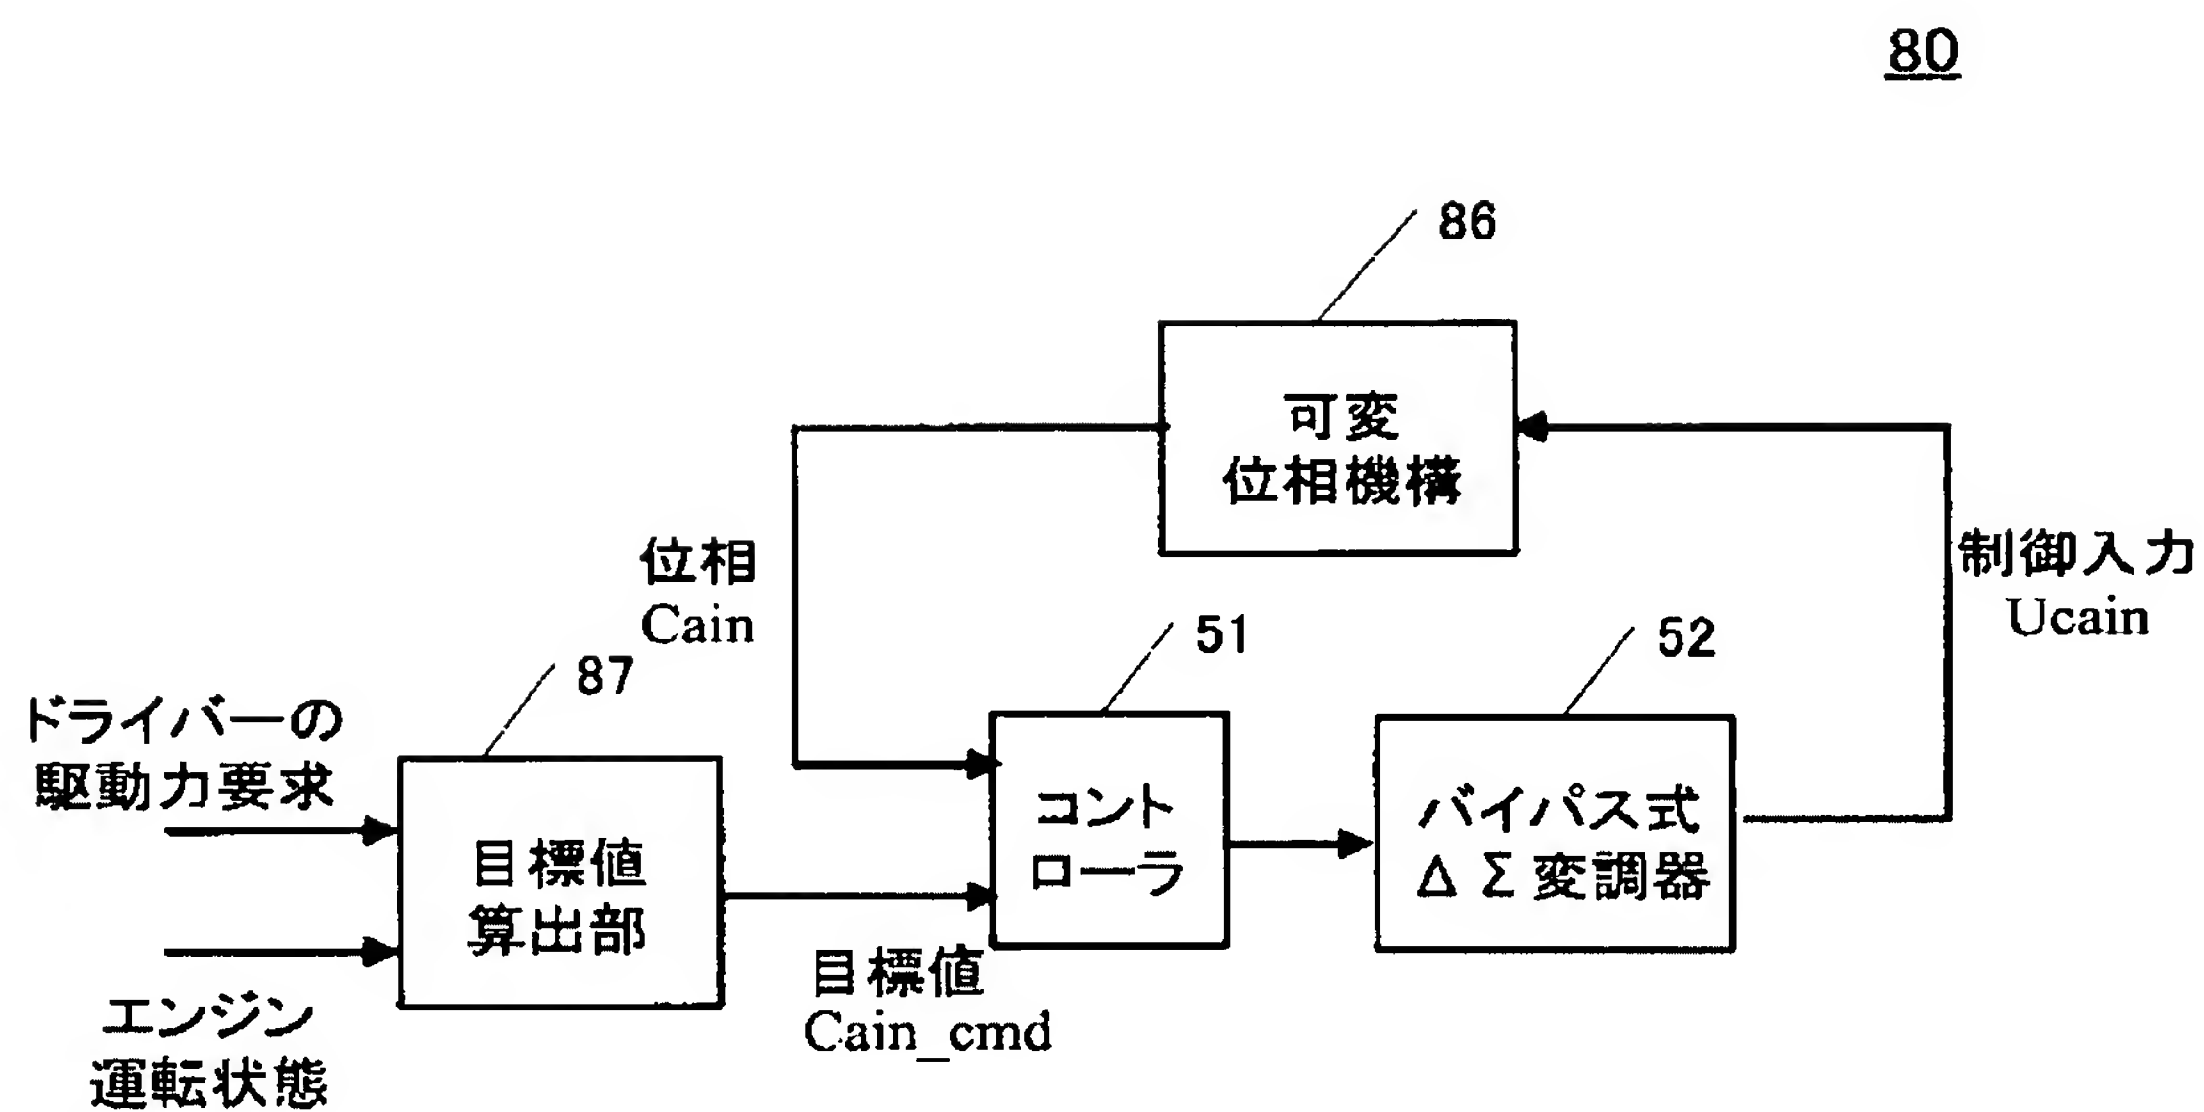 80
86
可変
位相機構
位相
Cain
制御入力
Ucain
51
52
87
ドライバーの
駆動力要求
目標値
算出部
コント
ローラ
バイパス式
ΔΣ変調器
目標値
Cain_cmd
エンジン
運転状態